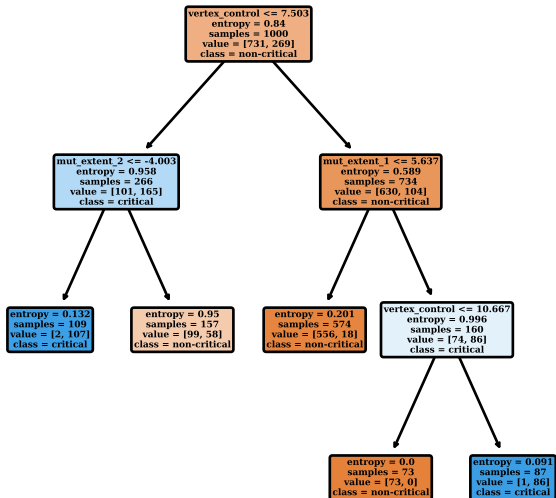 vertex_control <= 7.503
entropy = 0.84
samples = 1000
value = [731, 269]
class = non-critical
mut_extent_2 <= -4.003
entropy = 0.958
samples = 266
value = [101, 165]
class = critical
mut_extent_1 <= 5.637
entropy = 0.589
samples = 734
value = [630, 104]
class = non-critical
entropy = 0.132
samples = 109
value = [2, 107]
class = critical
entropy = 0.95
samples = 157
value = [99, 58]
class = non-critical
entropy = 0.201
samples = 574
value = [556, 18]
class = non-critical
vertex_control <= 10.667
entropy = 0.996
samples = 160
value = [74, 86]
class = critical
entropy = 0.0
samples = 73
value = [73, 0]
class = non-critical
entropy = 0.091
samples = 87
value = [1, 86]
class = critical